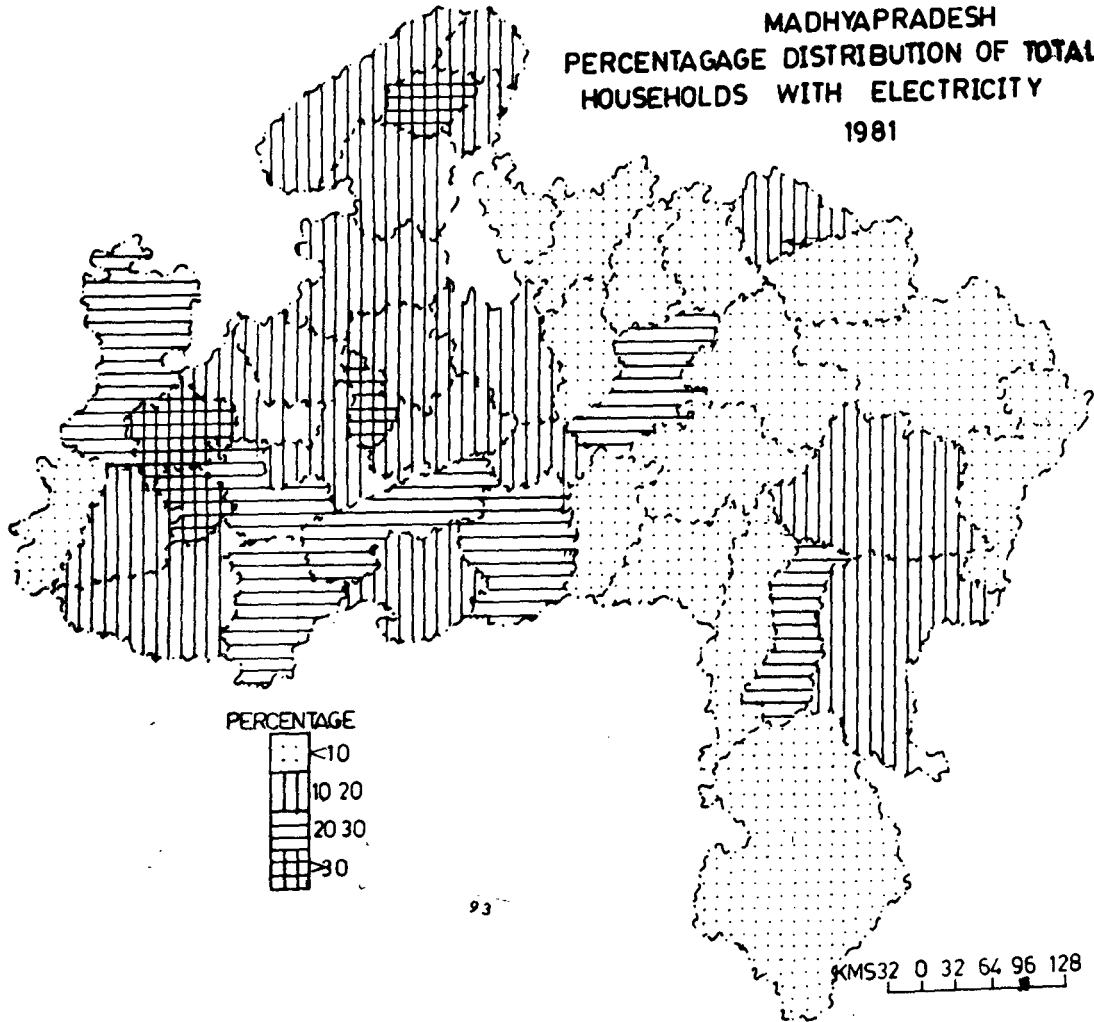 MADHYAPRADESH
PERCENTAGAGE DISTRIBUTION OF TOTAL
HOUSEHOLDS WITH ELECTRICITY
1981
PERCENTAGE
<10
10 20
20 30
>30
93
KMS32 0 32 64 96 128